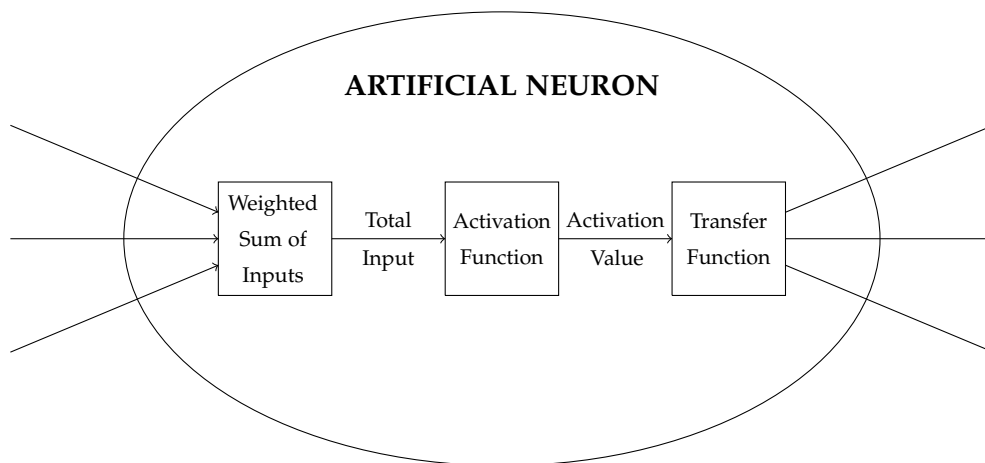 ARTIFICIAL NEURON
Weighted
Sum of
Inputs
Total
Input
Activation
Function
Activation
Value
Transfer
Function